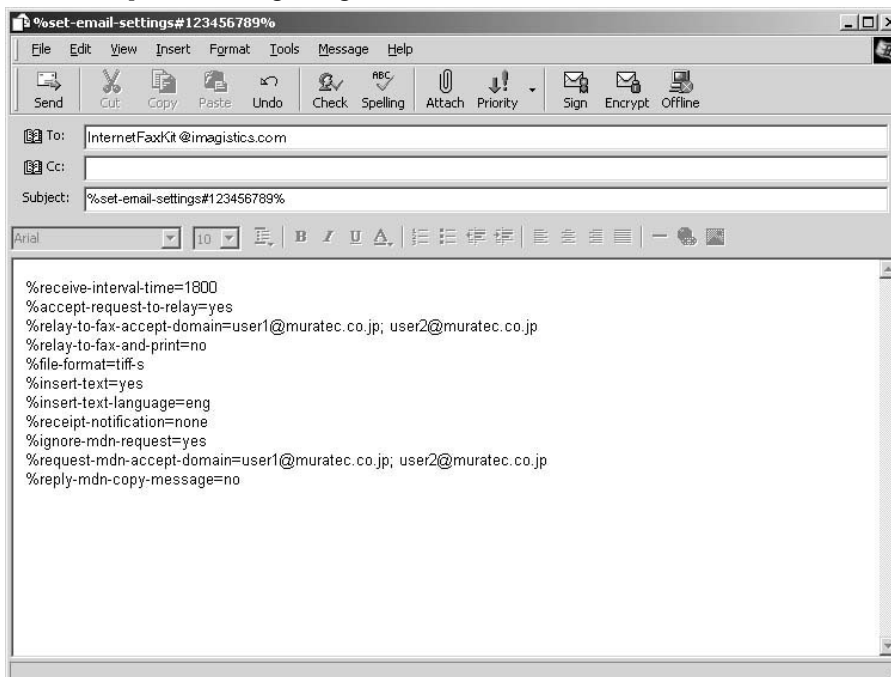 %set-email-settings#123456789%
File Edit View Insert Format Tools Message Help
ABC
Send Cut Copy Paste Undo Check Spelling Attach Priority Sign Encrypt Offline
To: InternetFaxKit@imagistics.com
Cc:
Subject: %set-email-settings#123456789%
Arial 10 B I U A
%receive-interval-time=1800
%accept-request-to-relay=yes
%relay-to-fax-accept-domain=user1@muratec.co.jp; user2@muratec.co.jp
%relay-to-fax-and-print=no
%file-format=tiff-s
%insert-text=yes
%insert-text-language=eng
%receipt-notification=none
%ignore-mdn-request=yes
%request-mdn-accept-domain=user1@muratec.co.jp; user2@muratec.co.jp
%reply-mdn-copy-message=no